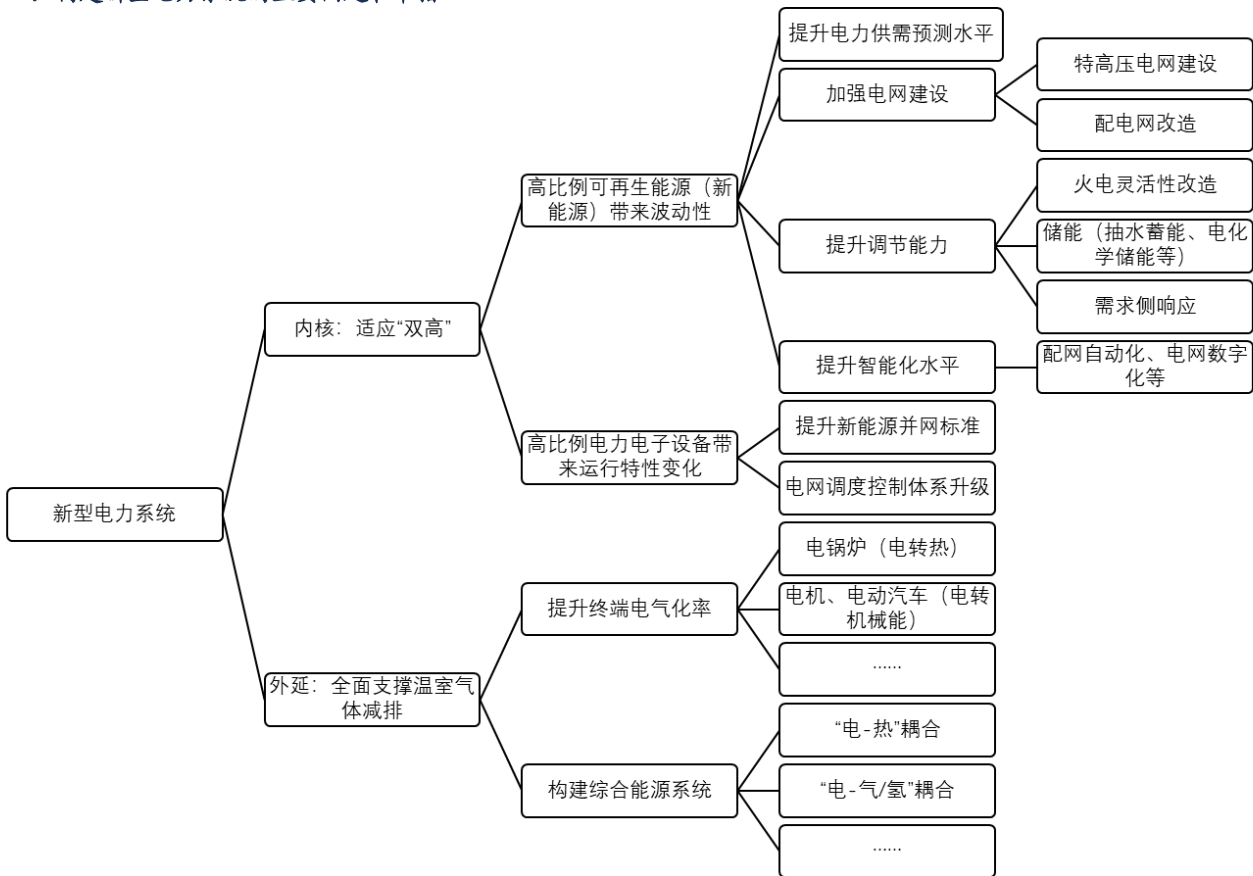 提升电力供需预测水平
加强电网建设
特高压电网建设
配电网改造
高比例可再生能源（新
能源）带来波动性
火电灵活性改造
提升调节能力
储能（抽水蓄能、电化
学储能等）
需求侧响应
内核：适应“双高”
提升智能化水平
配网自动化、电网数字
化等
高比例电力电子设备带
来运行特性变化
提升新能源并网标准
电网调度控制体系升级
新型电力系统
电锅炉（电转热）
提升终端电气化率
电机、电动汽车（电转
机械能）
……
外延：全面支撑温室气
体减排
“电-热”耦合
构建综合能源系统
“电-气/氢”耦合
……